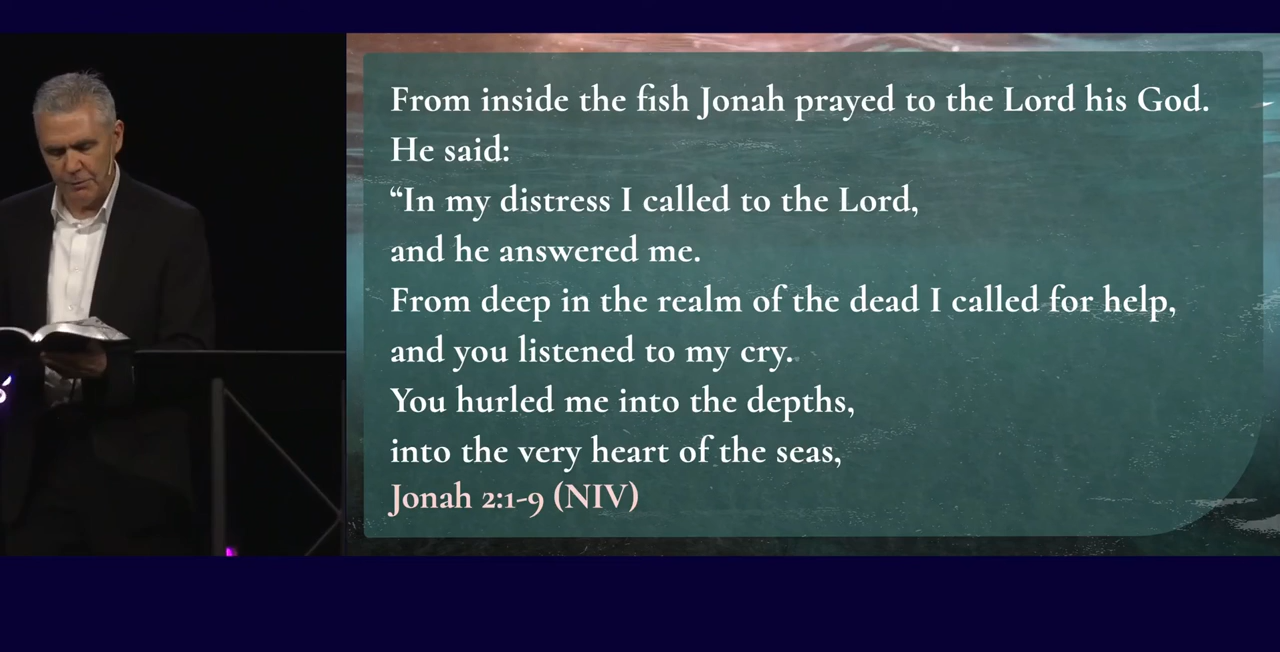 From inside the fish Jonah prayed to the Lord his God.
He said:
“In my distress I called to the Lord,
and he answered me.
From deep in the realm of the dead I called for help,
and you listened to my cry.
You hurled me into the depths,
into the very heart of the seas,
Jonah 2:1-9 (NIV)